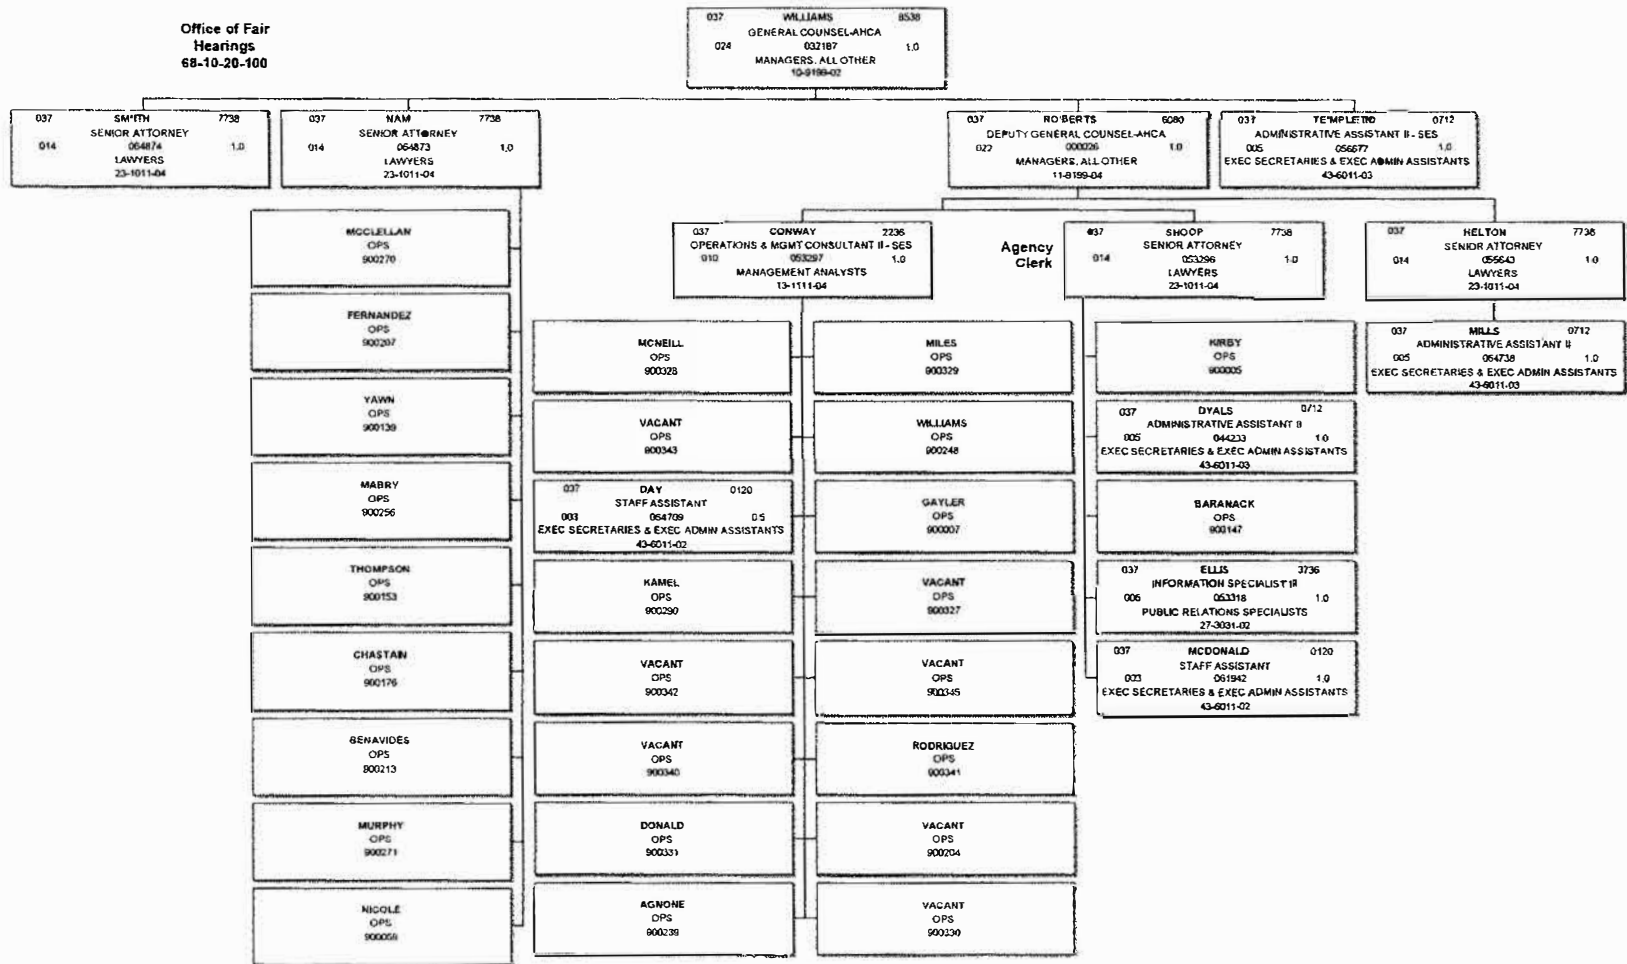 Office of Fair
Hearings
68-10-20-100
037 WILLIAMS 8538
GENERAL COUNSEL-AHCA
024 032187 1.0
MANAGERS, ALL OTHER
10-9199-02
037 SMITH 7738
SENIOR ATTORNEY
014 064874 1.0
LAWYERS
23-1011-04
037 NAM 7738
SENIOR ATTORNEY
014 064873 1.0
LAWYERS
23-1011-04
037 ROBERTS 6080
DEPUTY GENERAL COUNSEL-AHCA
022 000026 1.0
MANAGERS, ALL OTHER
11-9199-04
037 0712
ADMINISTRATIVE ASSISTANT II - SES
005 056677 1.0
EXEC SECRETARIES & EXEC ADMIN ASSISTANTS
43-6011-03
MCCLELLAN
OPS
900270
FERNANDEZ
OPS
900207
YAWN
OPS
900139
MABRY
OPS
900256
THOMPSON
OPS
900153
CHASTAIN
OPS
900176
BENAVIDES
OPS
900213
MURPHY
OPS
900271
NICOLE
OPS
037 CONWAY 2236
OPERATIONS & MGMT CONSULTANT II - SES
010 053297 1.0
MANAGEMENT ANALYSTS
13-1111-04
Agency
Clerk
037 SHOOP 7738
SENIOR ATTORNEY
014 053296 1.0
LAWYERS
23-1011-04
037 HELTON 7738
SENIOR ATTORNEY
014 055643 1.0
LAWYERS
23-1011-04
MCNEILL
OPS
900328
VACANT
OPS
900343
037 DAY 0120
STAFF ASSISTANT
003 064709 0.5
EXEC SECRETARIES & EXEC ADMIN ASSISTANTS
43-6011-02
KAMEL
OPS
900290
VACANT
OPS
900342
VACANT
OPS
900340
DONALD
OPS
900331
AGNONE
OPS
900239
MILES
OPS
900329
WILLIAMS
OPS
900248
GAYLER
OPS
900007
VACANT
OPS
900327
VACANT
OPS
900345
RODRIGUEZ
OPS
900341
VACANT
OPS
900204
VACANT
OPS
900330
KIRBY
OPS
900005
037 DYALS 0712
ADMINISTRATIVE ASSISTANT II
005 044233 1.0
EXEC SECRETARIES & EXEC ADMIN ASSISTANTS
43-6011-03
BARANACK
OPS
900147
037 ELLIS 3736
INFORMATION SPECIALIST III
006 053318 1.0
PUBLIC RELATIONS SPECIALISTS
27-3031-02
037 MCDONALD 0120
STAFF ASSISTANT
003 061942 1.0
EXEC SECRETARIES & EXEC ADMIN ASSISTANTS
43-6011-02
037 MILLS 0712
ADMINISTRATIVE ASSISTANT II
005 064738 1.0
EXEC SECRETARIES & EXEC ADMIN ASSISTANTS
43-6011-03